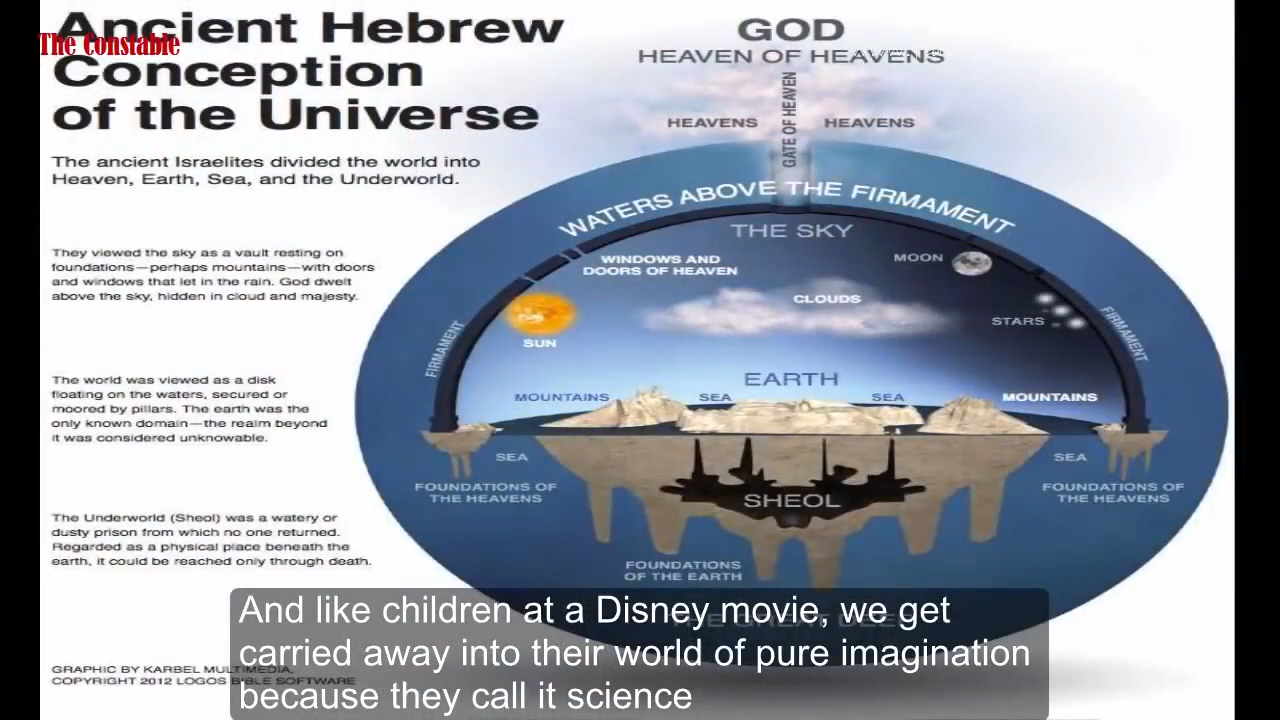 Ancient Hebrew
The Constable
Conception
of the Universe
The ancient Israelites divided the world into
Heaven, Earth, Sea, and the Underworld.
They viewed the sky as a vault resting on
foundations—perhaps mountains—with doors
and windows that let in the rain. God dwelt
above the sky, hidden in cloud and majesty.
The world was viewed as a disk
floating on the waters, secured or
moored by pillars. The earth was the
only known domain—the realm beyond
it was considered unknowable.
The Underworld (Sheol) was a watery or
dusty prison from which no one returned.
Regarded as a physical place beneath the
earth, it could be reached only through death.
GRAPHIC BY KARBEL MULTIMEDIA,
COPYRIGHT 2012 LOGOS BIBLE SOFTWARE
GOD
HEAVEN OF HEAVENS
HEAVENS
GATE OF HEAVEN
HEAVENS
WATERS ABOVE THE FIRMAMENT
THE SKY
WINDOWS AND
DOORS OF HEAVEN
MOON
CLOUDS
STARS
SUN
FIRMAMENT
FIRMAMENT
EARTH
MOUNTAINS
SEA
SEA
MOUNTAINS
SEA
SEA
FOUNDATIONS OF
THE HEAVENS
FOUNDATIONS OF
THE HEAVENS
SHEOL
FOUNDATIONS
OF THE EARTH
THE GREAT DEEP
And like children at a Disney movie, we get
carried away into their world of pure imagination
because they call it science